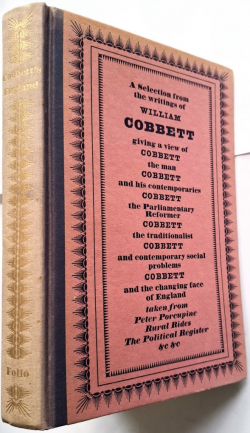 A Selection from
the writings of
WILLIAM
COBBETT
giving a view of
COBBETT
the man
COBBETT
and his contemporaries
COBBETT
the Parliamentary
Reformer
COBBETT
the traditionalist
COBBETT
and contemporary social
problems
COBBETT
and the changing face
of England
taken from
Peter Porcupine
Rural Rides
The Political Register
&c &c
Cobbett's
England
Folio